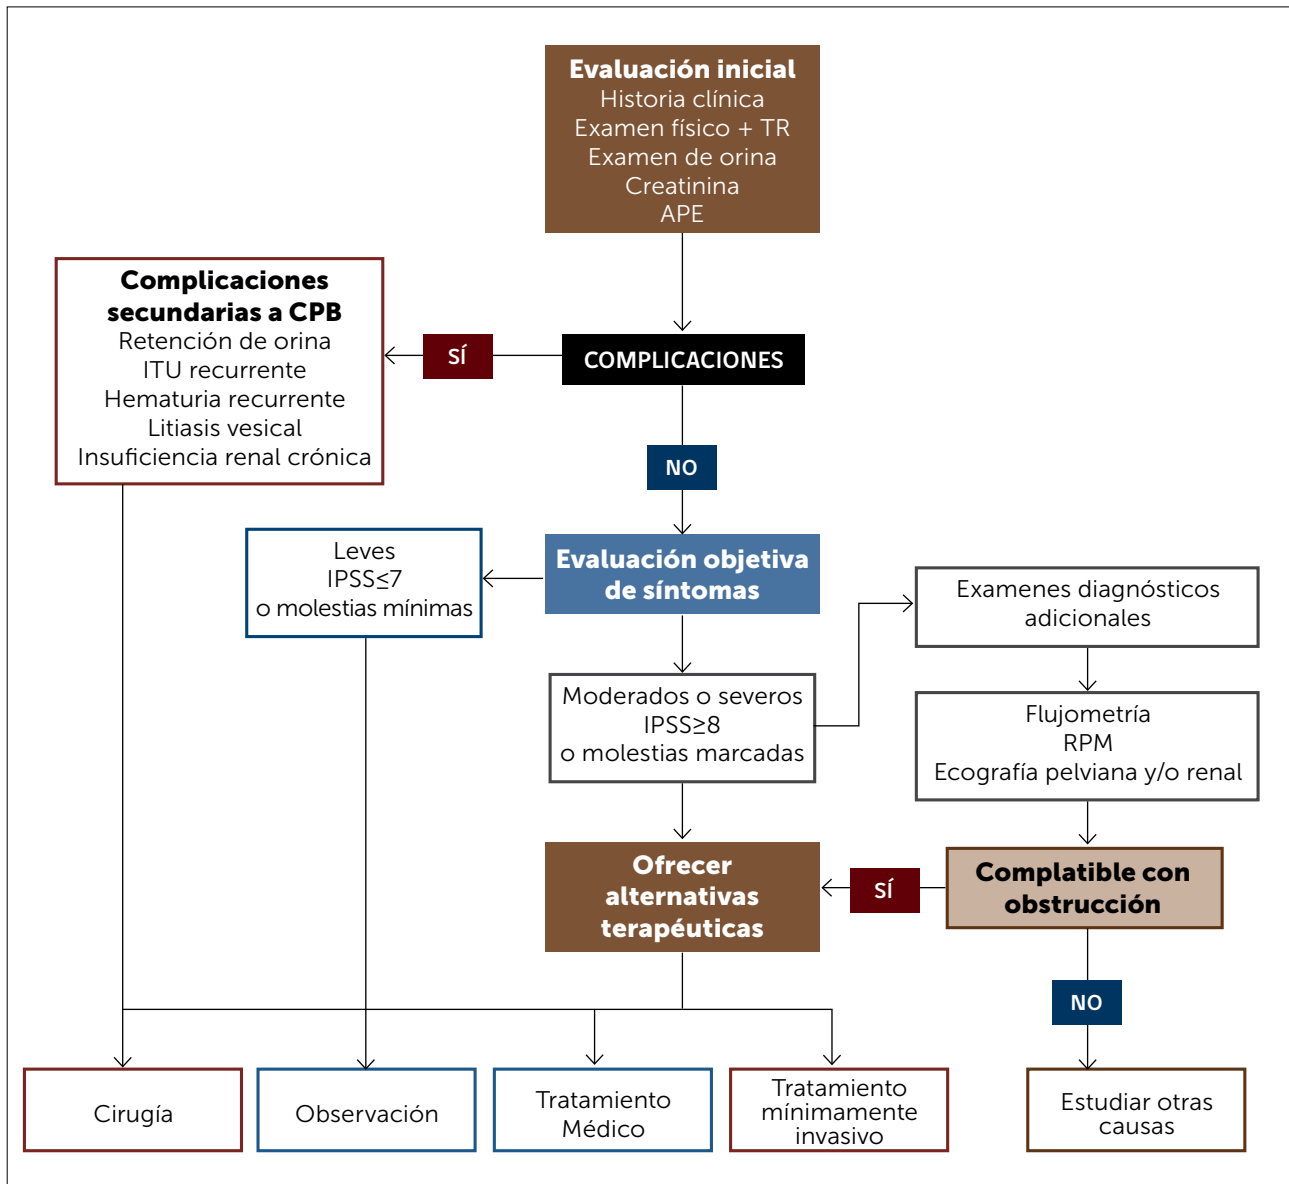 Evaluación inicial
Historia clínica
Examen físico + TR
Examen de orina
Creatinina
APE
Complicaciones
secundarias a CPB
Retención de orina
ITU recurrente
Hematuria recurrente
Litiasis vesical
Insuficiencia renal crónica
SÍ
COMPLICACIONES
NO
Leves
IPSS≤7
o molestias mínimas
Evaluación objetiva
de síntomas
Examenes diagnósticos
adicionales
Moderados o severos
IPSS≥8
o molestias marcadas
Flujometría
RPM
Ecografía pelviana y/o renal
Ofrecer
alternativas
terapéuticas
SÍ
Complatible con
obstrucción
NO
Cirugía
Observación
Tratamiento
Médico
Tratamiento
mínimamente
invasivo
Estudiar otras
causas